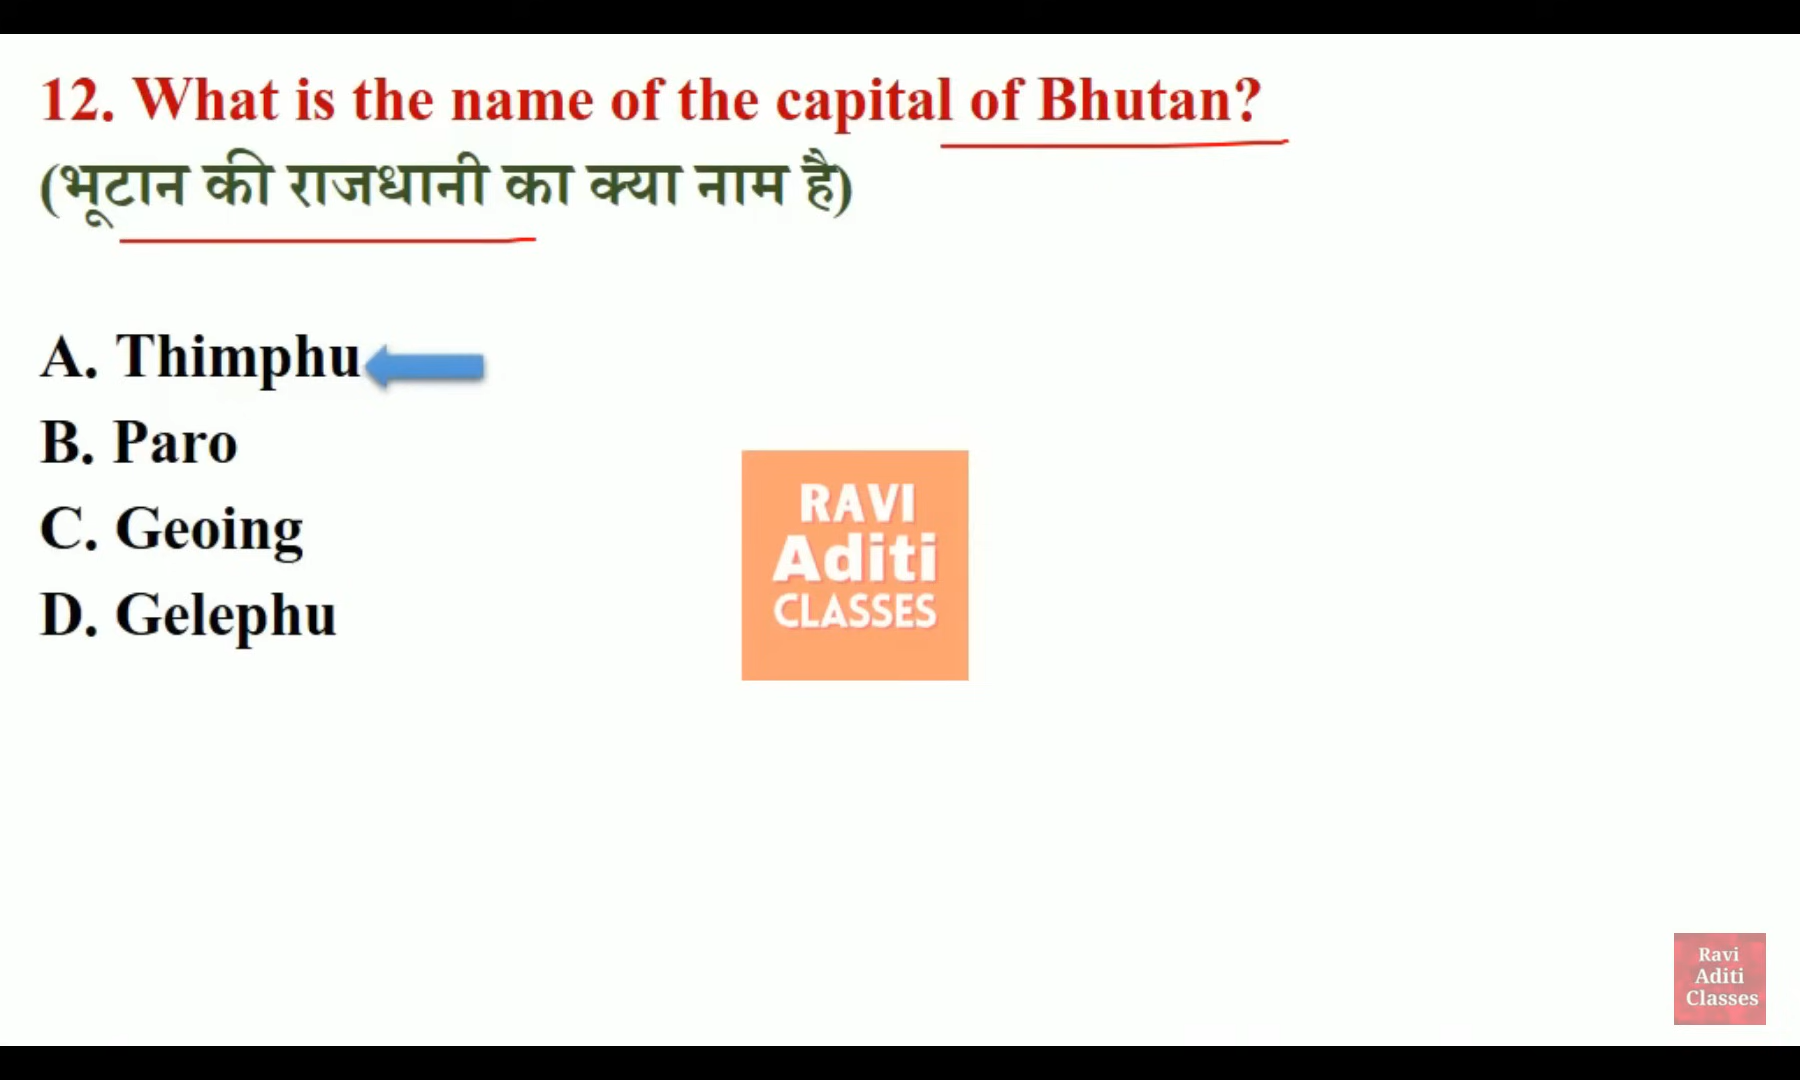 12. What is the name of the capital of Bhutan?
(भूटान की राजधानी का क्या नाम है)
A. Thimphu
B. Paro
C. Geoing
D. Gelephu
RAVI
Aditi
CLASSES
Ravi
Aditi
Classes